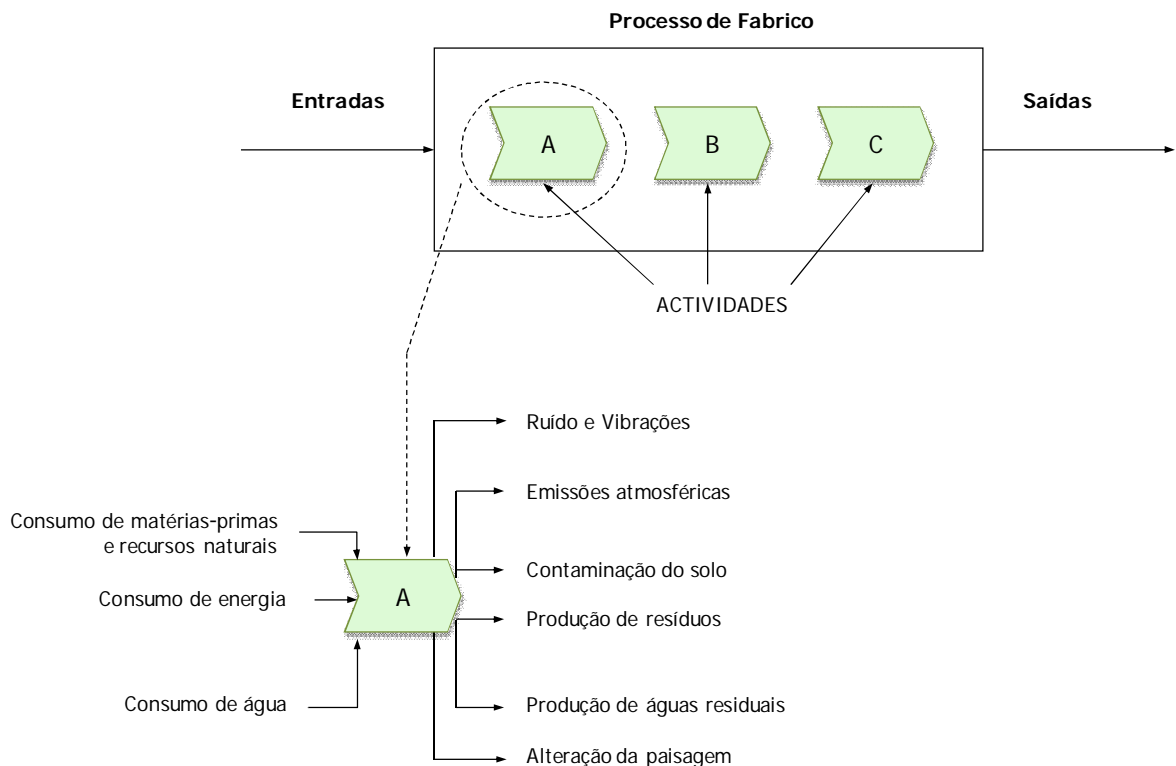 Processo de Fabrico
Entradas
Saídas
A
B
C
ACTIVIDADES
Ruído e Vibrações
Emissões atmosféricas
Consumo de matérias-primas
e recursos naturais
Contaminação do solo
Consumo de energia
A
Produção de resíduos
Consumo de água
Produção de águas residuais
Alteração da paisagem